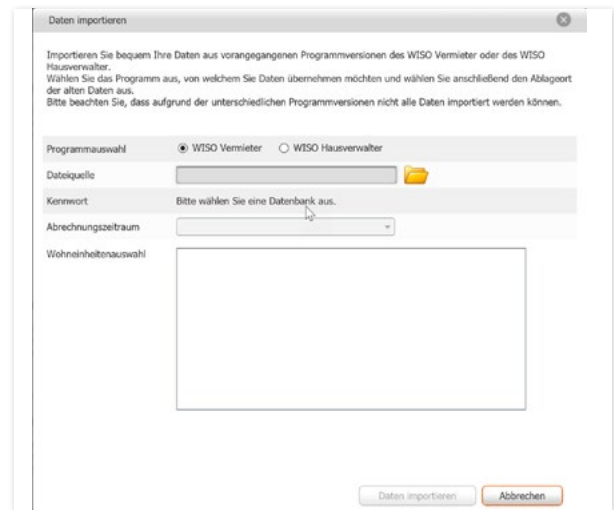 Daten importieren
Importieren Sie bequem Ihre Daten aus vorangegangenen Programmversionen des WISO Vermieter oder des WISO
Hausverwalter.
Wählen Sie das Programm aus, von welchem Sie Daten übernehmen möchten und wählen Sie anschließend den Ablageort
der alten Daten aus.
Bitte beachten Sie, dass aufgrund der unterschiedlichen Programmversionen nicht alle Daten importiert werden können.
Programmauswahl WISO Vermieter WISO Hausverwalter
Dateiquelle
Kennwort Bitte wählen Sie eine Datenbank aus.
Abrechnungszeitraum
Wohneinheitenauswahl
Daten importieren Abbrechen